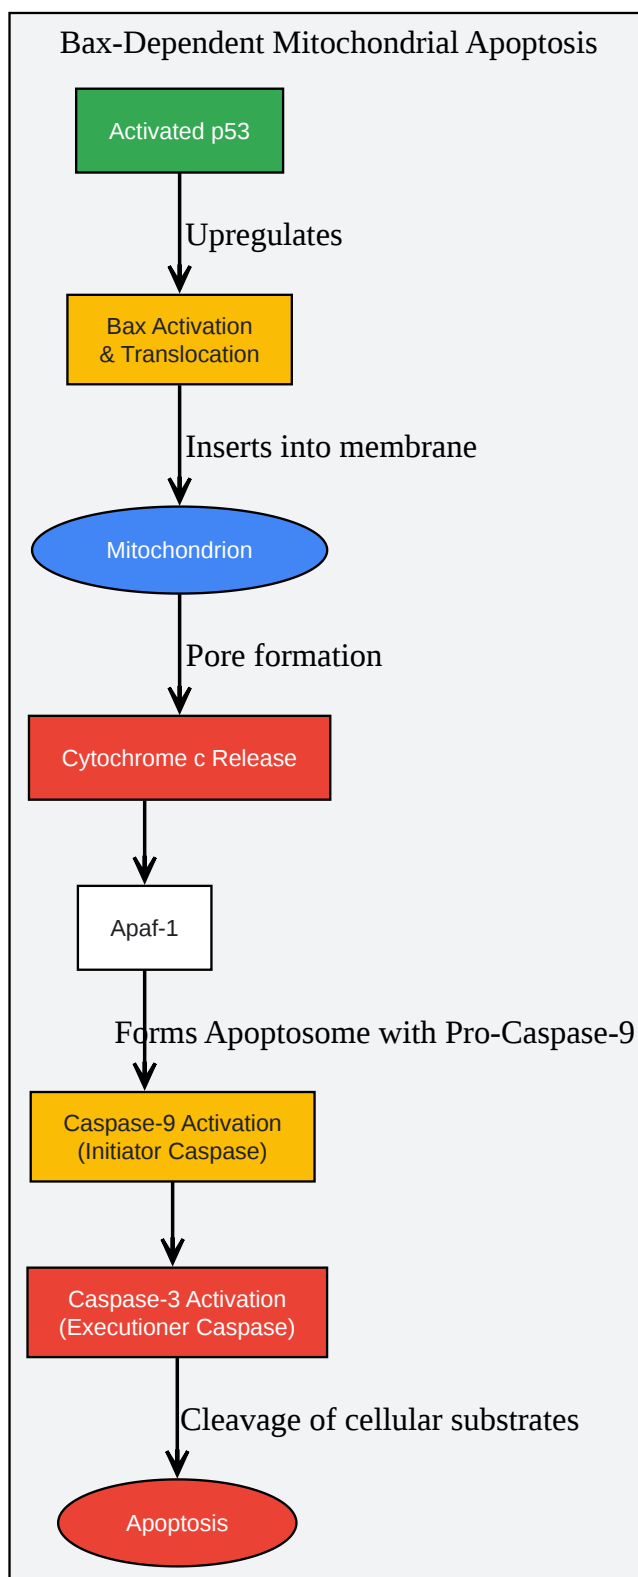 Bax-Dependent Mitochondrial Apoptosis
Activated p53
Upregulates
Bax Activation
& Translocation
Inserts into membrane
Mitochondrion
Pore formation
Cytochrome c Release
Apaf-1
Forms Apoptosome with Pro-Caspase-9
Caspase-9 Activation
(Initiator Caspase)
Caspase-3 Activation
(Executioner Caspase)
Cleavage of cellular substrates
Apoptosis